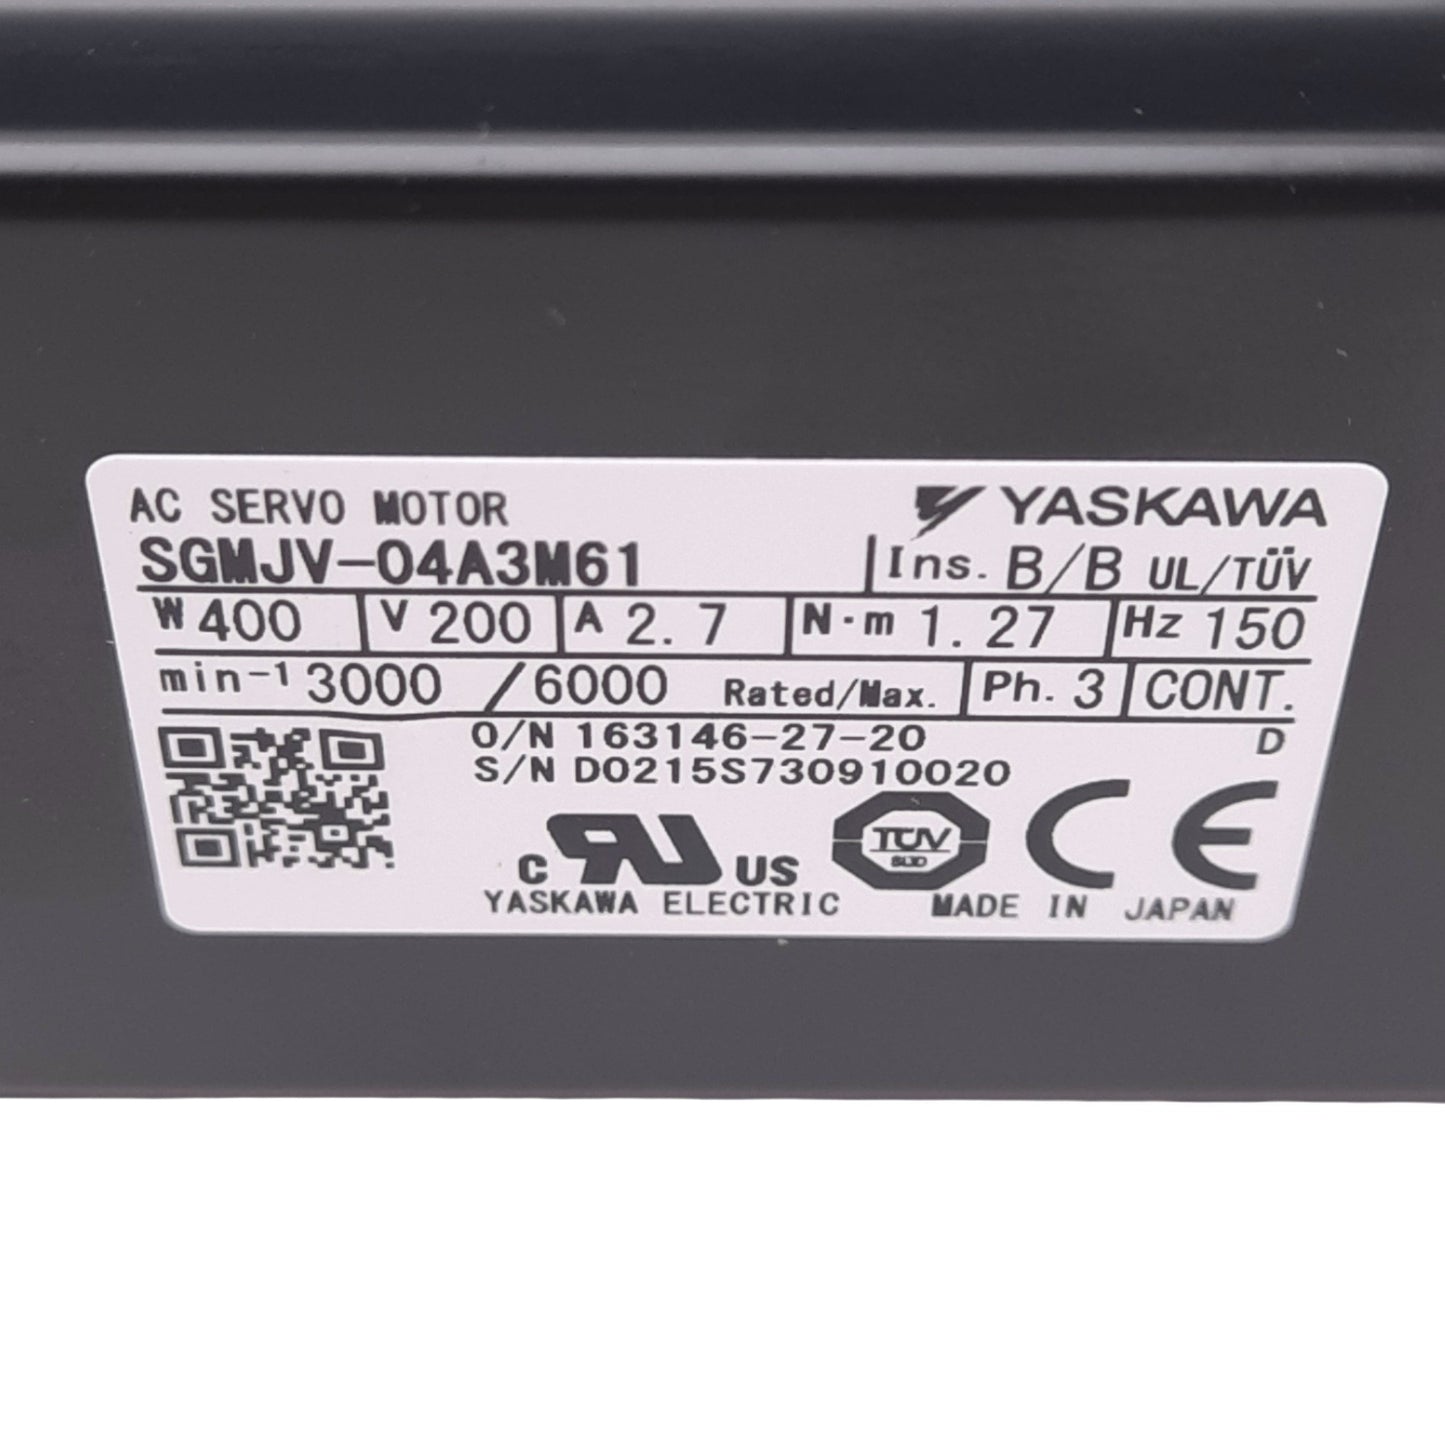 AC SERVO MOTOR YASKAWA
SGMJV-04A3M61 Ins. B/B UL/TÜV
W 400 V 200 A 2.7 N·m 1.27 Hz 150
min-1 3000 /6000 Rated/Max. Ph. 3 CONT.
O/N 163146-27-20 D
S/N D0215S730910020
C RU US TÜV SÜD CE
YASKAWA ELECTRIC MADE IN JAPAN